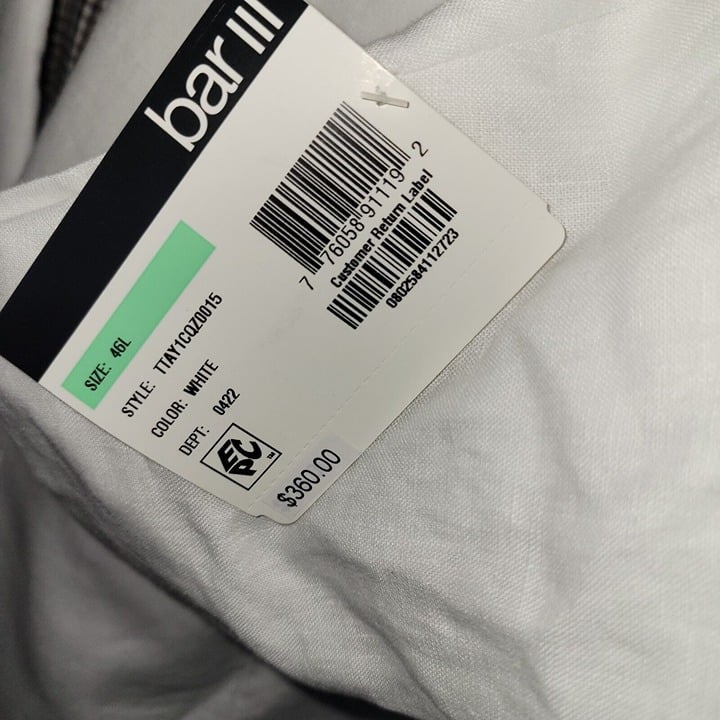 bar III
SIZE: 46L
STYLE: TTAY1CQZ0015
COLOR: WHITE
DEPT: 0422
EPC™
$360.00
7 76058 91119 2
Customer Return Label
0802584112723